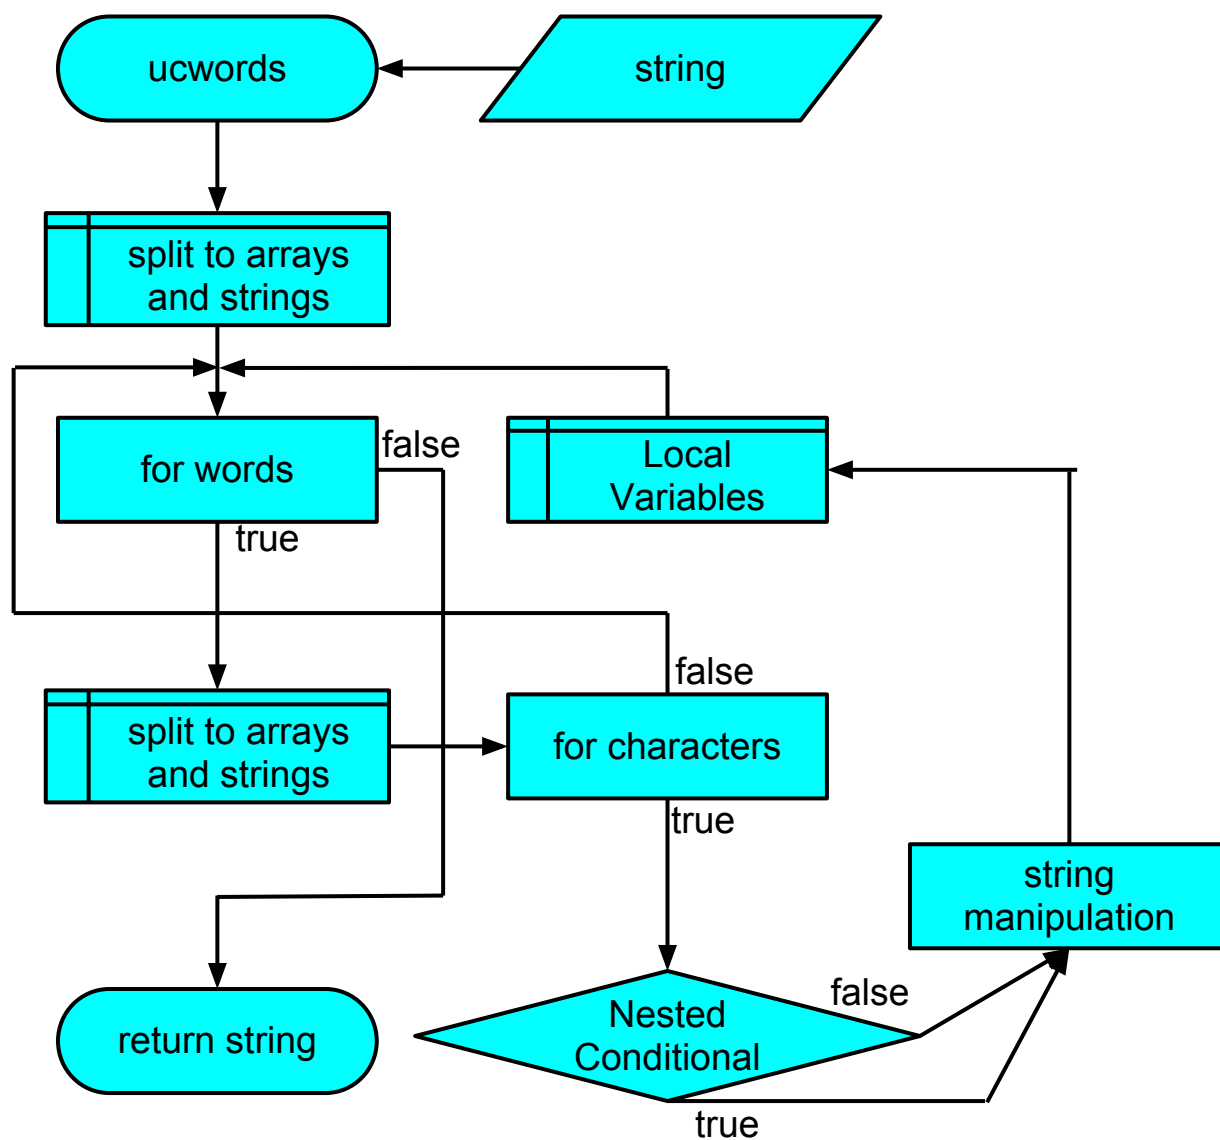 ucwords
string
split to arrays
and strings
for words
false
true
Local
Variables
split to arrays
and strings
false
for characters
true
string
manipulation
false
Nested
Conditional
true
return string